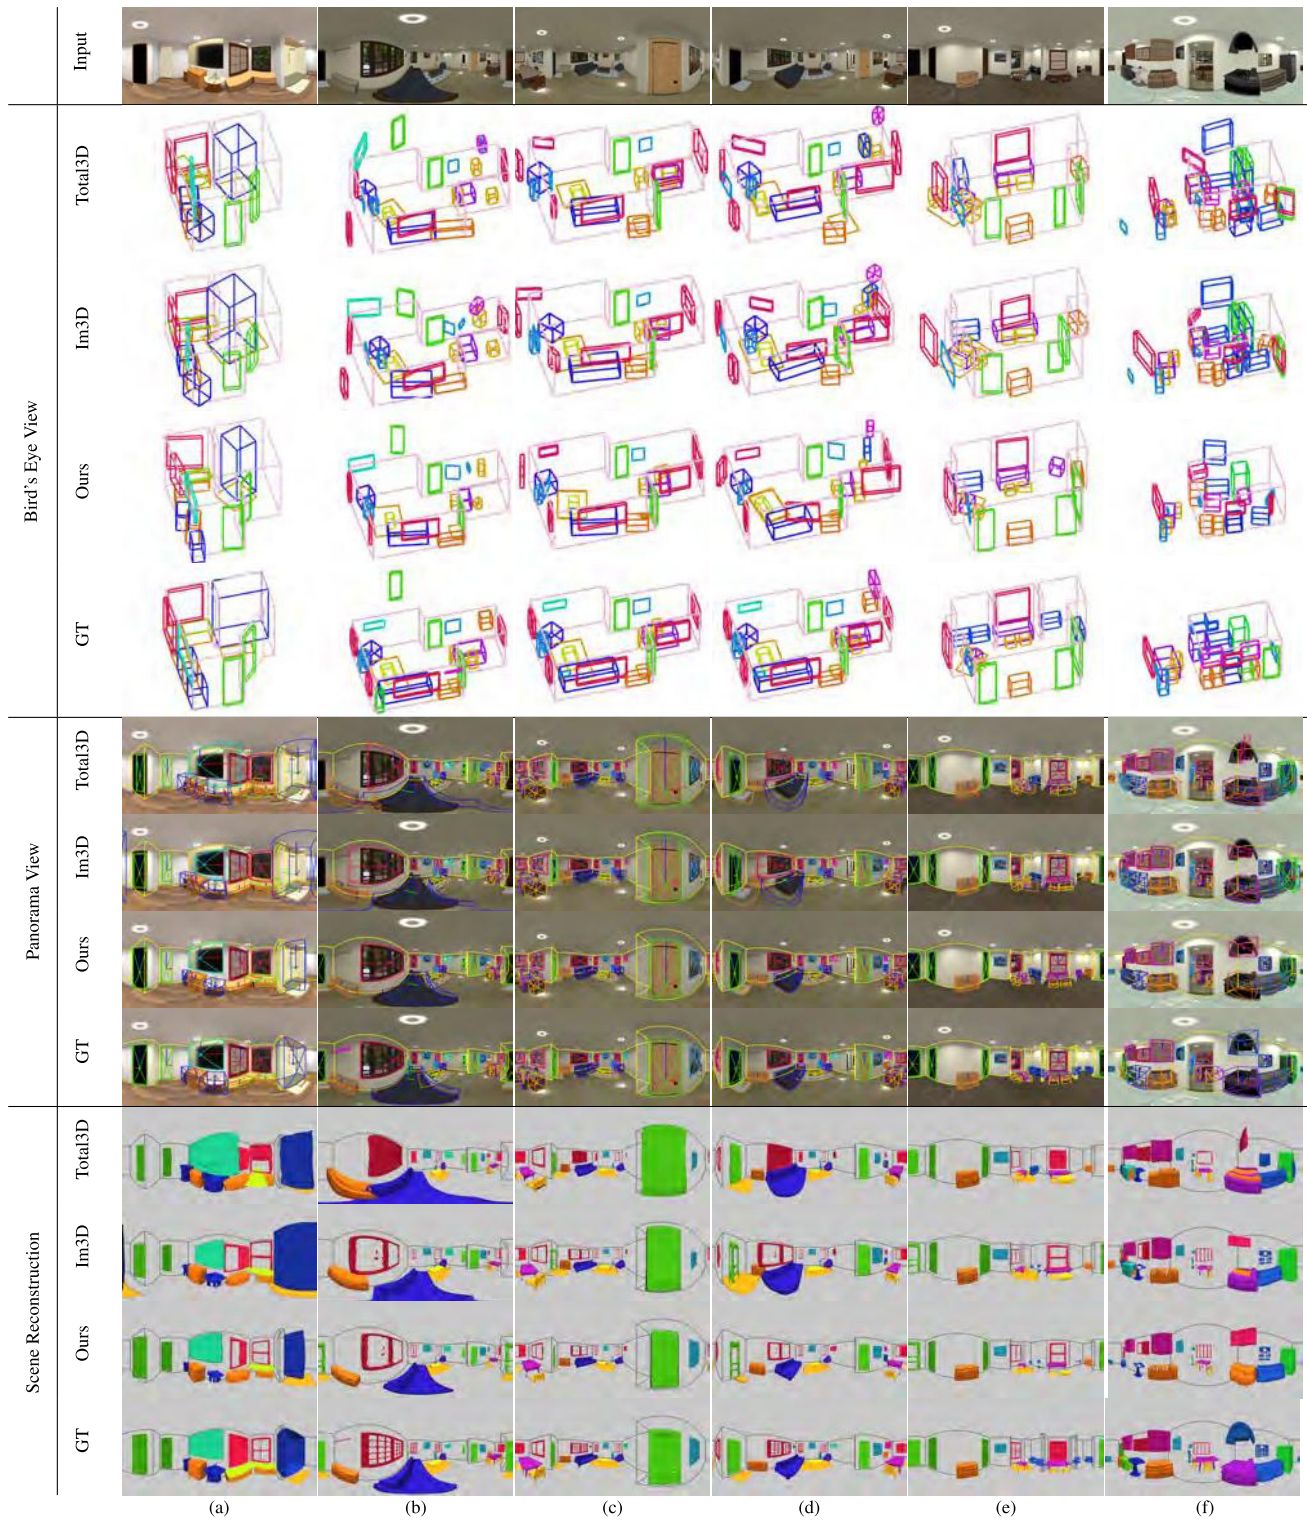 Input
Bird's Eye View
Total3D
Im3D
Ours
GT
Panorama View
Total3D
Im3D
Ours
GT
Scene Reconstruction
Total3D
Im3D
Ours
GT
(a) (b) (c) (d) (e) (f)